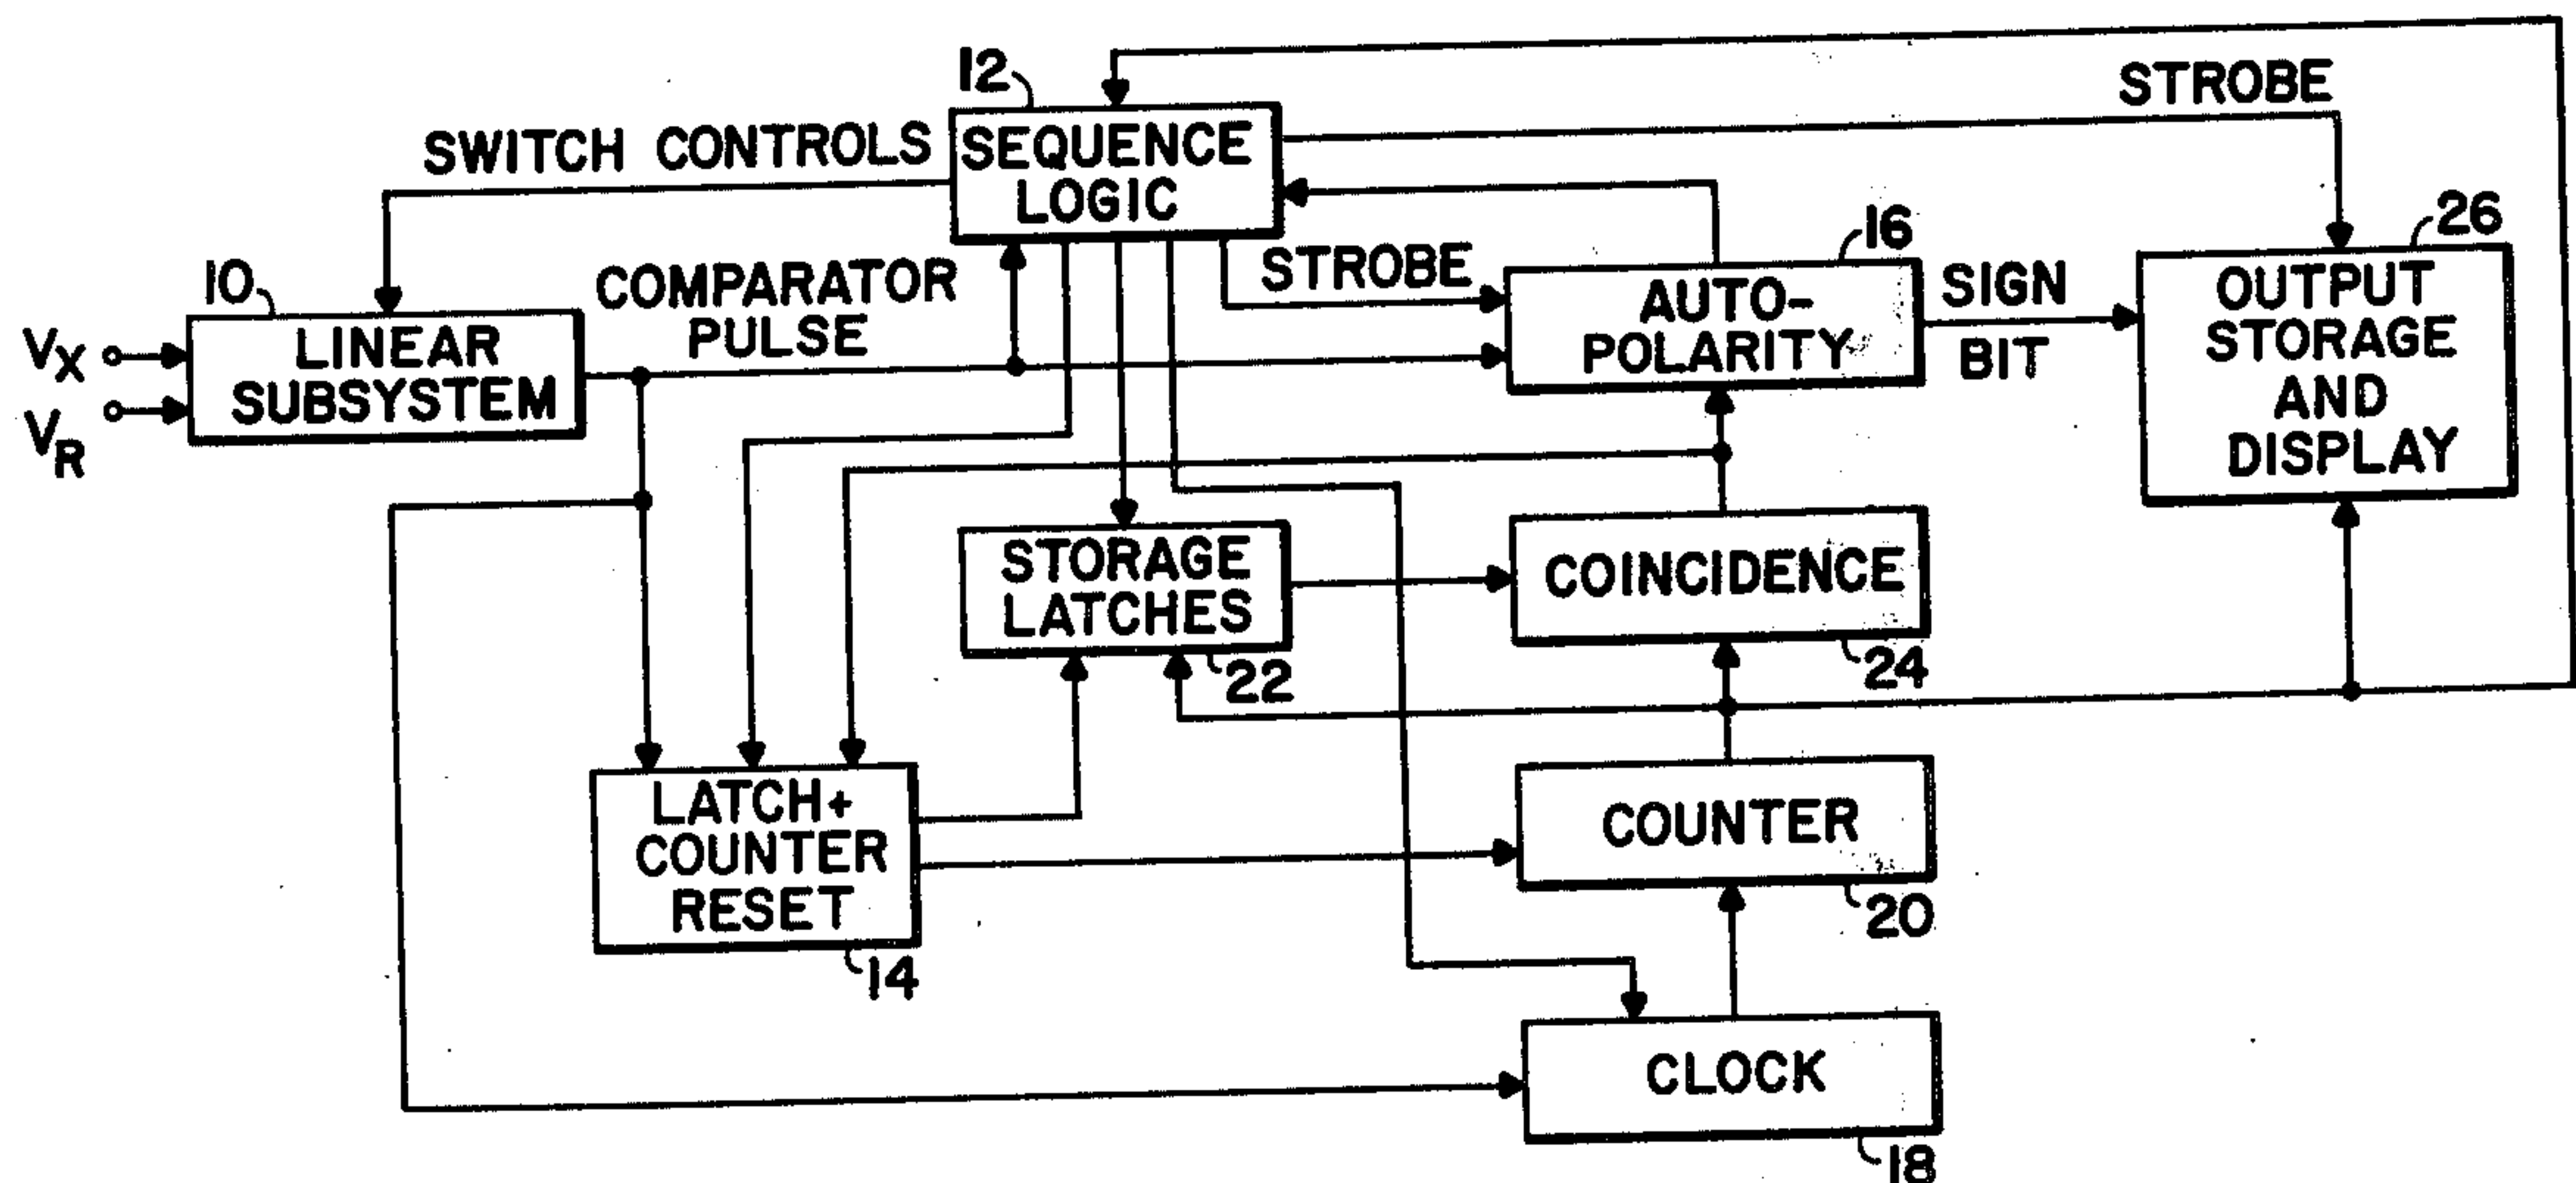 12
STROBE
SWITCH CONTROLS
SEQUENCE
LOGIC
16
26
10
COMPARATOR
PULSE
STROBE
SIGN
BIT
VX
VR
LINEAR
SUBSYSTEM
AUTO-
POLARITY
OUTPUT
STORAGE
AND
DISPLAY
STORAGE
LATCHES
22
COINCIDENCE
24
LATCH+
COUNTER
RESET
14
COUNTER
20
CLOCK
18